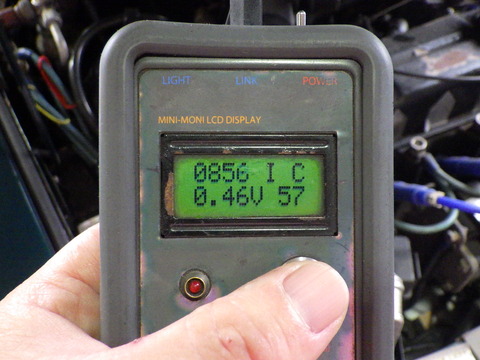 LIGHT LINK POWER
MINI-MONI LCD DISPLAY
0856 I C
0.46V 57